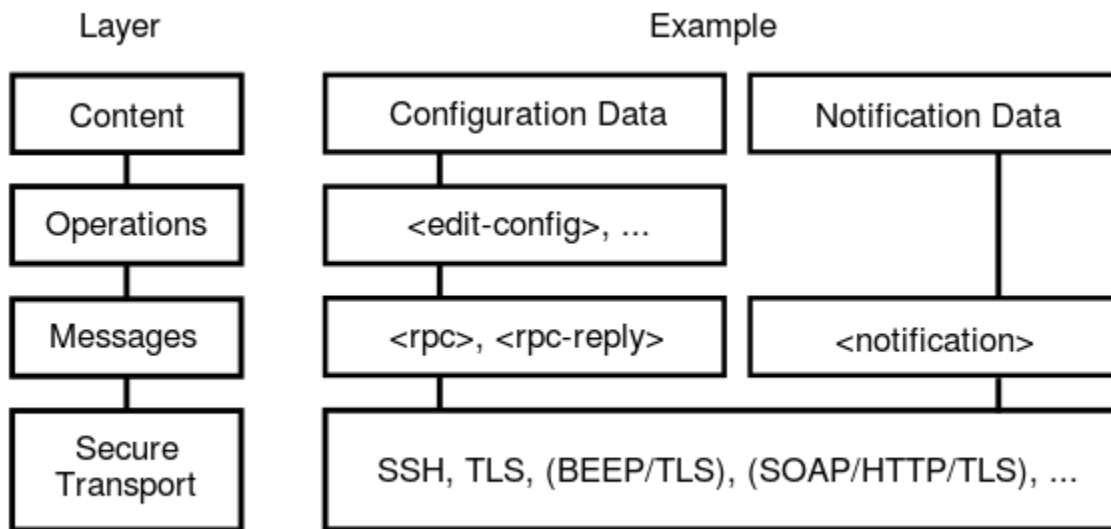 Layer
Example
Content
Configuration Data
Notification Data
Operations
<edit-config>, ...
Messages
<rpc>, <rpc-reply>
<notification>
Secure
Transport
SSH, TLS, (BEEP/TLS), (SOAP/HTTP/TLS), ...